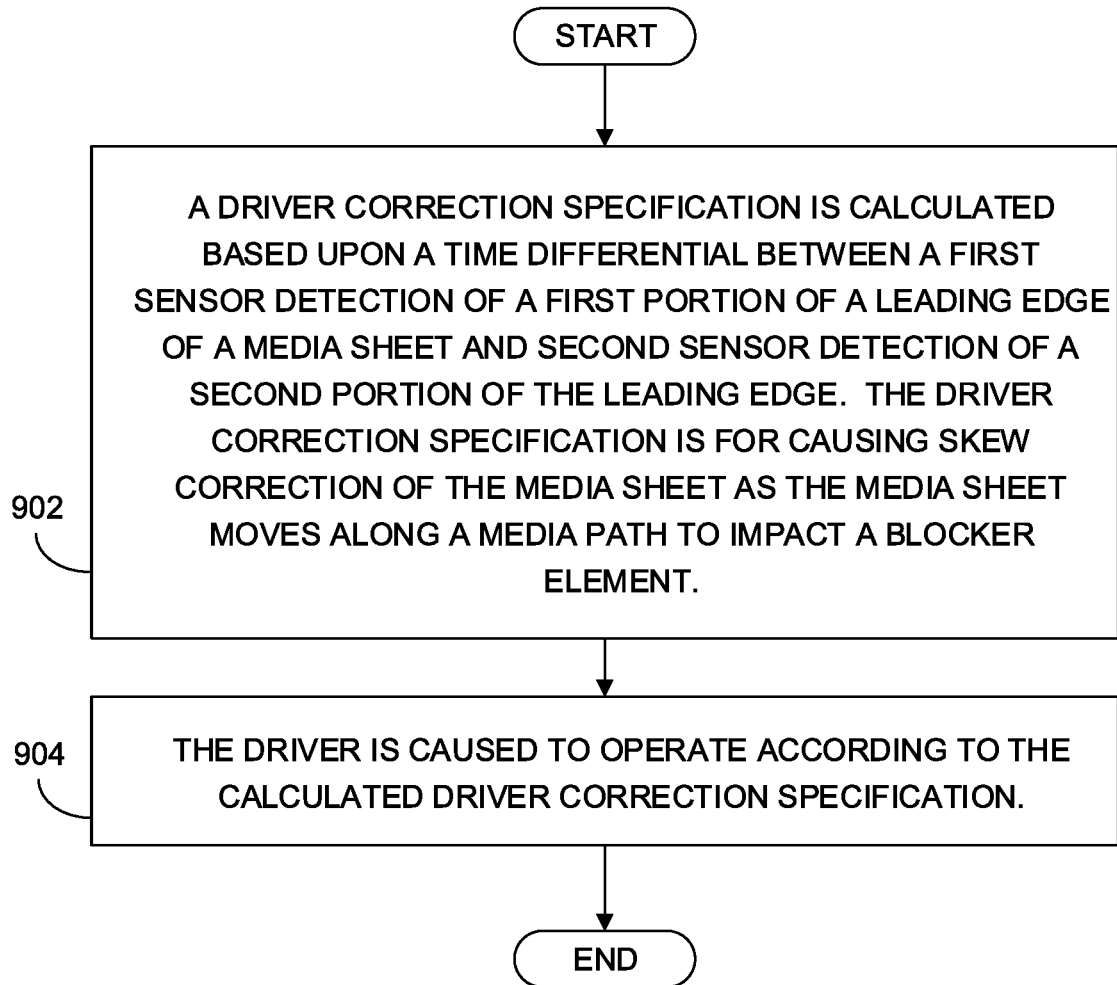 START
A DRIVER CORRECTION SPECIFICATION IS CALCULATED
BASED UPON A TIME DIFFERENTIAL BETWEEN A FIRST
SENSOR DETECTION OF A FIRST PORTION OF A LEADING EDGE
OF A MEDIA SHEET AND SECOND SENSOR DETECTION OF A
SECOND PORTION OF THE LEADING EDGE.  THE DRIVER
CORRECTION SPECIFICATION IS FOR CAUSING SKEW
CORRECTION OF THE MEDIA SHEET AS THE MEDIA SHEET
MOVES ALONG A MEDIA PATH TO IMPACT A BLOCKER
ELEMENT.
902
THE DRIVER IS CAUSED TO OPERATE ACCORDING TO THE
CALCULATED DRIVER CORRECTION SPECIFICATION.
904
END